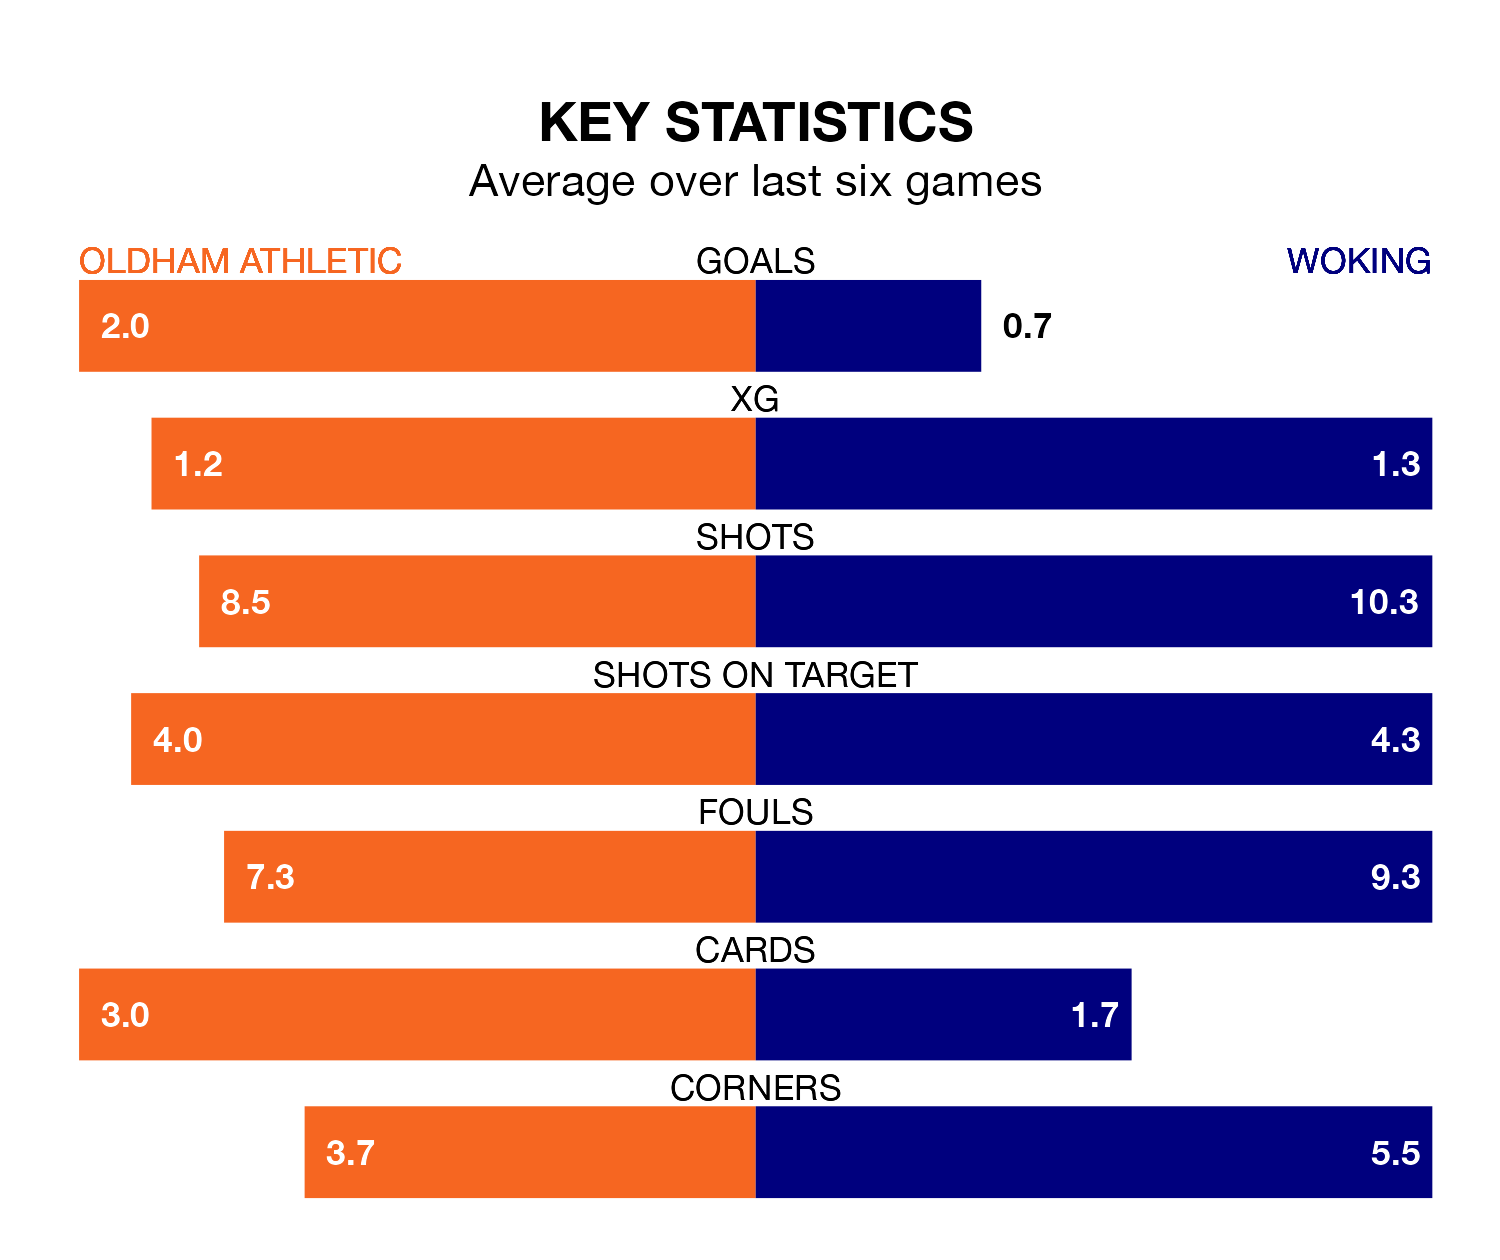 KEY STATISTICS
Average over last six games
OLDHAM ATHLETIC GOALS WOKING
2.0 0.7
XG
1.2 1.3
SHOTS
8.5 10.3
SHOTS ON TARGET
4.0 4.3
FOULS
7.3 9.3
CARDS
3.0 1.7
CORNERS
3.7 5.5